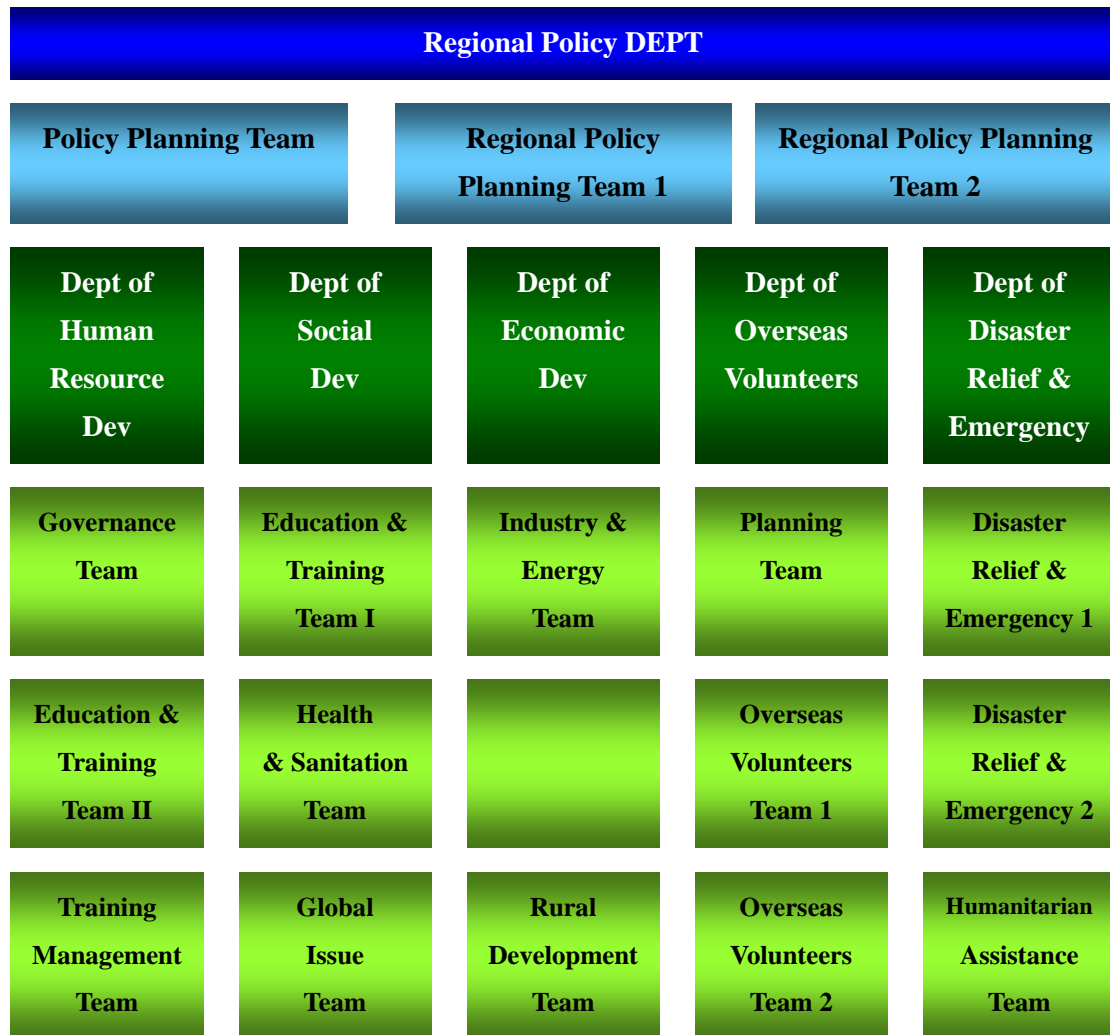 Regional Policy DEPT
Policy Planning Team
Regional Policy
Planning Team 1
Regional Policy Planning
Team 2
Dept of
Human
Resource
Dev
Dept of
Social
Dev
Dept of
Economic
Dev
Dept of
Overseas
Volunteers
Dept of
Disaster
Relief &
Emergency
Governance
Team
Education &
Training
Team I
Industry &
Energy
Team
Planning
Team
Disaster
Relief &
Emergency 1
Education &
Training
Team II
Health
& Sanitation
Team
Overseas
Volunteers
Team 1
Disaster
Relief &
Emergency 2
Training
Management
Team
Global
Issue
Team
Rural
Development
Team
Overseas
Volunteers
Team 2
Humanitarian
Assistance
Team